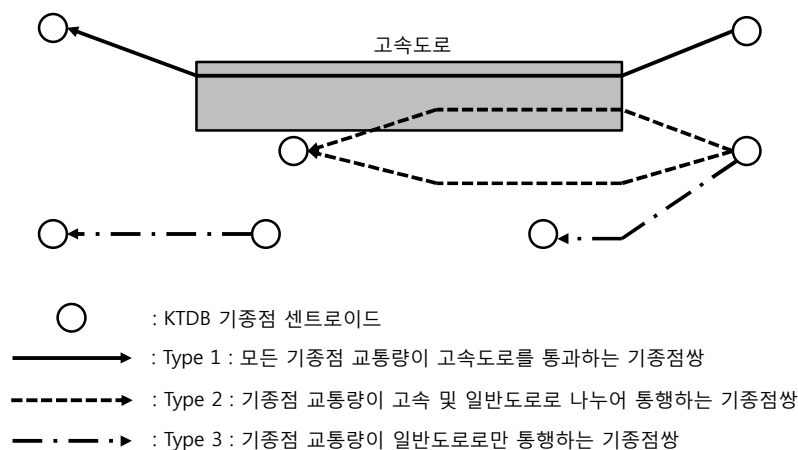 고속도로
: KTDB 기종점 센트로이드
: Type 1 : 모든 기종점 교통량이 고속도로를 통과하는 기종점쌍
: Type 2 : 기종점 교통량이 고속 및 일반도로로 나누어 통행하는 기종점쌍
: Type 3 : 기종점 교통량이 일반도로로만 통행하는 기종점쌍